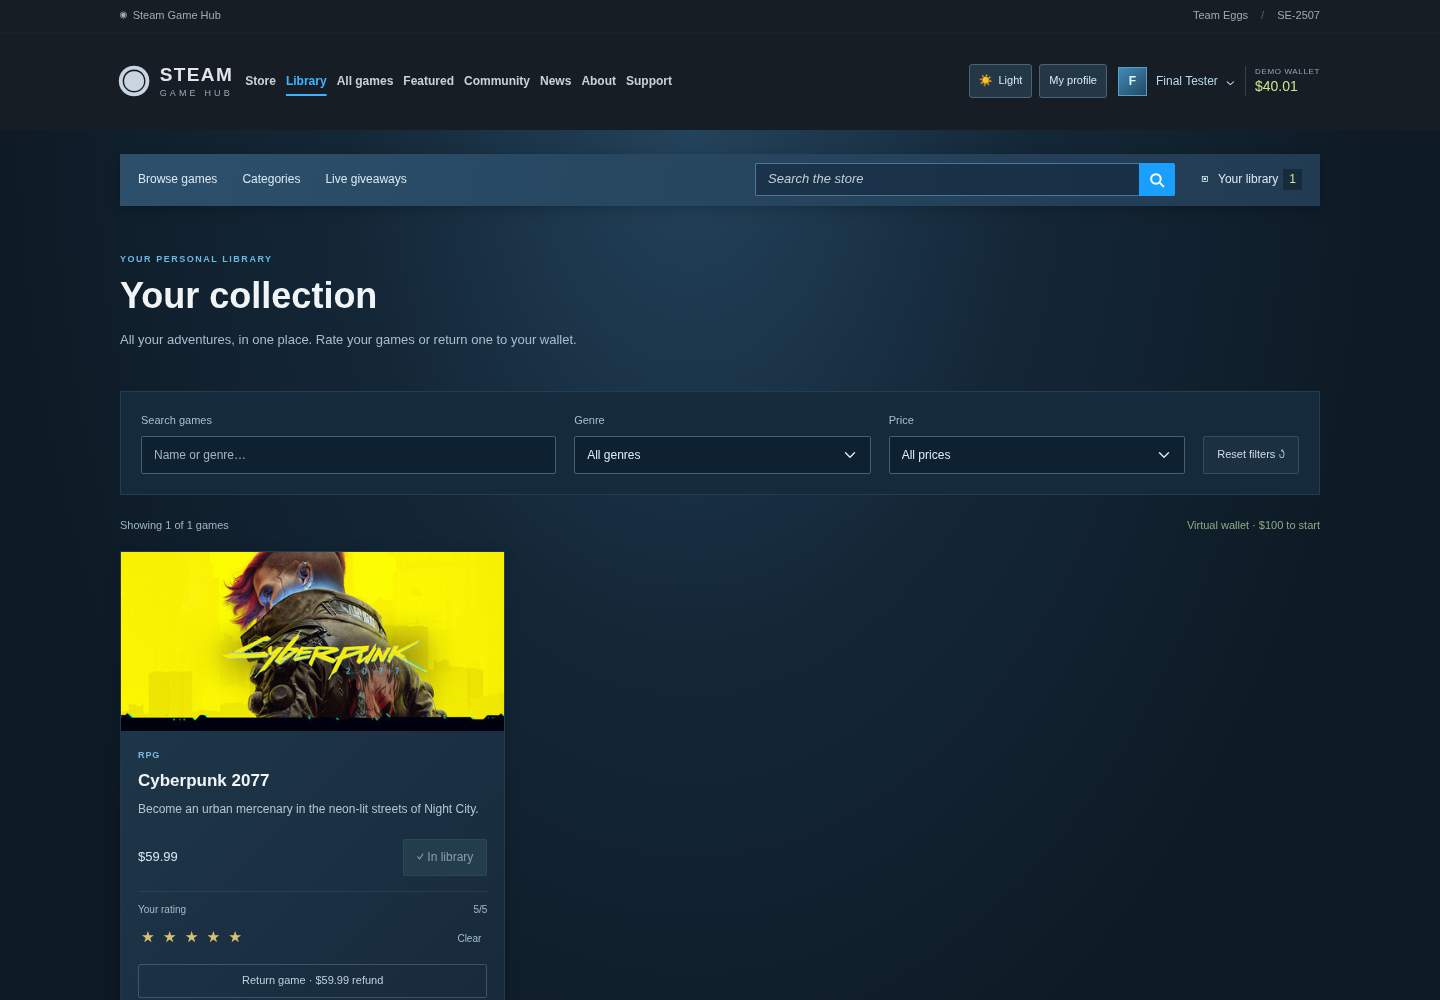 Steam Game Hub
Team Eggs / SE-2507
STEAM
GAME HUB
Store Library All games Featured Community News About Support
Light
My profile
F
Final Tester
DEMO WALLET
$40.01
Browse games Categories Live giveaways
Search the store
Your library 1
YOUR PERSONAL LIBRARY
Your collection
All your adventures, in one place. Rate your games or return one to your wallet.
Search games
Genre
Price
Name or genre…
All genres
All prices
Reset filters
Showing 1 of 1 games
Virtual wallet · $100 to start
Cyberpunk
2077
RPG
Cyberpunk 2077
Become an urban mercenary in the neon-lit streets of Night City.
$59.99
✓ In library
Your rating
5/5
★ ★ ★ ★ ★
Clear
Return game · $59.99 refund